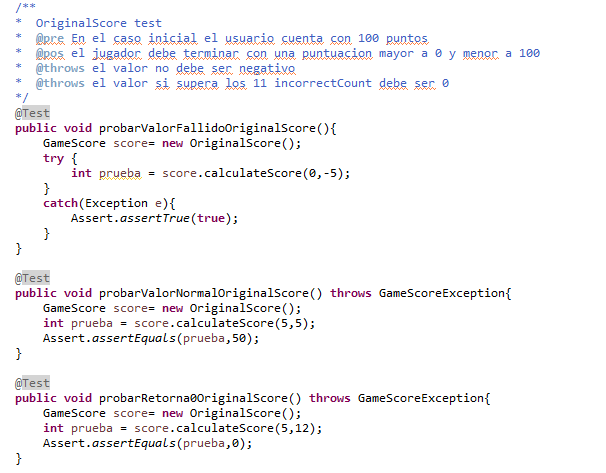 /**
*  OriginalScore test
*  @pre En el caso inicial el usuario cuenta con 100 puntos
*  @pos el jugador debe terminar con una puntuacion mayor a 0 y menor a 100
*  @throws el valor no debe ser negativo
*  @throws el valor si supera los 11 incorrectCount debe ser 0
*/
@Test
public void probarValorFallidoOriginalScore(){
    GameScore score= new OriginalScore();
    try {
        int prueba = score.calculateScore(0,-5);
    }
    catch(Exception e){
        Assert.assertTrue(true);
    }
}
@Test
public void probarValorNormalOriginalScore() throws GameScoreException{
    GameScore score= new OriginalScore();
    int prueba = score.calculateScore(5,5);
    Assert.assertEquals(prueba,50);
}
@Test
public void probarRetorna0OriginalScore() throws GameScoreException{
    GameScore score= new OriginalScore();
    int prueba = score.calculateScore(5,12);
    Assert.assertEquals(prueba,0);
}